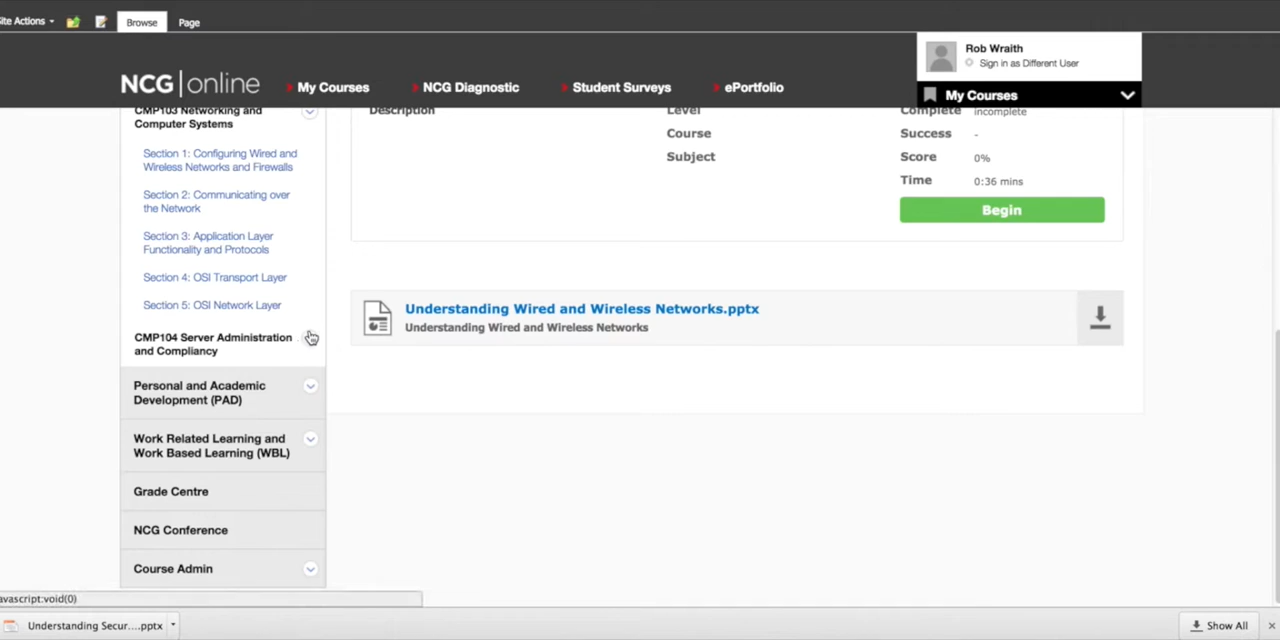 ite Actions
Browse
Page
Rob Wraith
Sign in as Different User
NCG|online
My Courses
NCG Diagnostic
Student Surveys
ePortfolio
My Courses
CMP103 Networking and
Computer Systems
Section 1: Configuring Wired and
Wireless Networks and Firewalls
Section 2: Communicating over
the Network
Section 3: Application Layer
Functionality and Protocols
Section 4: OSI Transport Layer
Section 5: OSI Network Layer
CMP104 Server Administration
and Compliancy
Personal and Academic
Development (PAD)
Work Related Learning and
Work Based Learning (WBL)
Grade Centre
NCG Conference
Course Admin
Description
Level
Course
Subject
Complete incomplete
Success -
Score 0%
Time 0:36 mins
Begin
Understanding Wired and Wireless Networks.pptx
Understanding Wired and Wireless Networks
avascript:void(0)
Understanding Secur....pptx
Show All